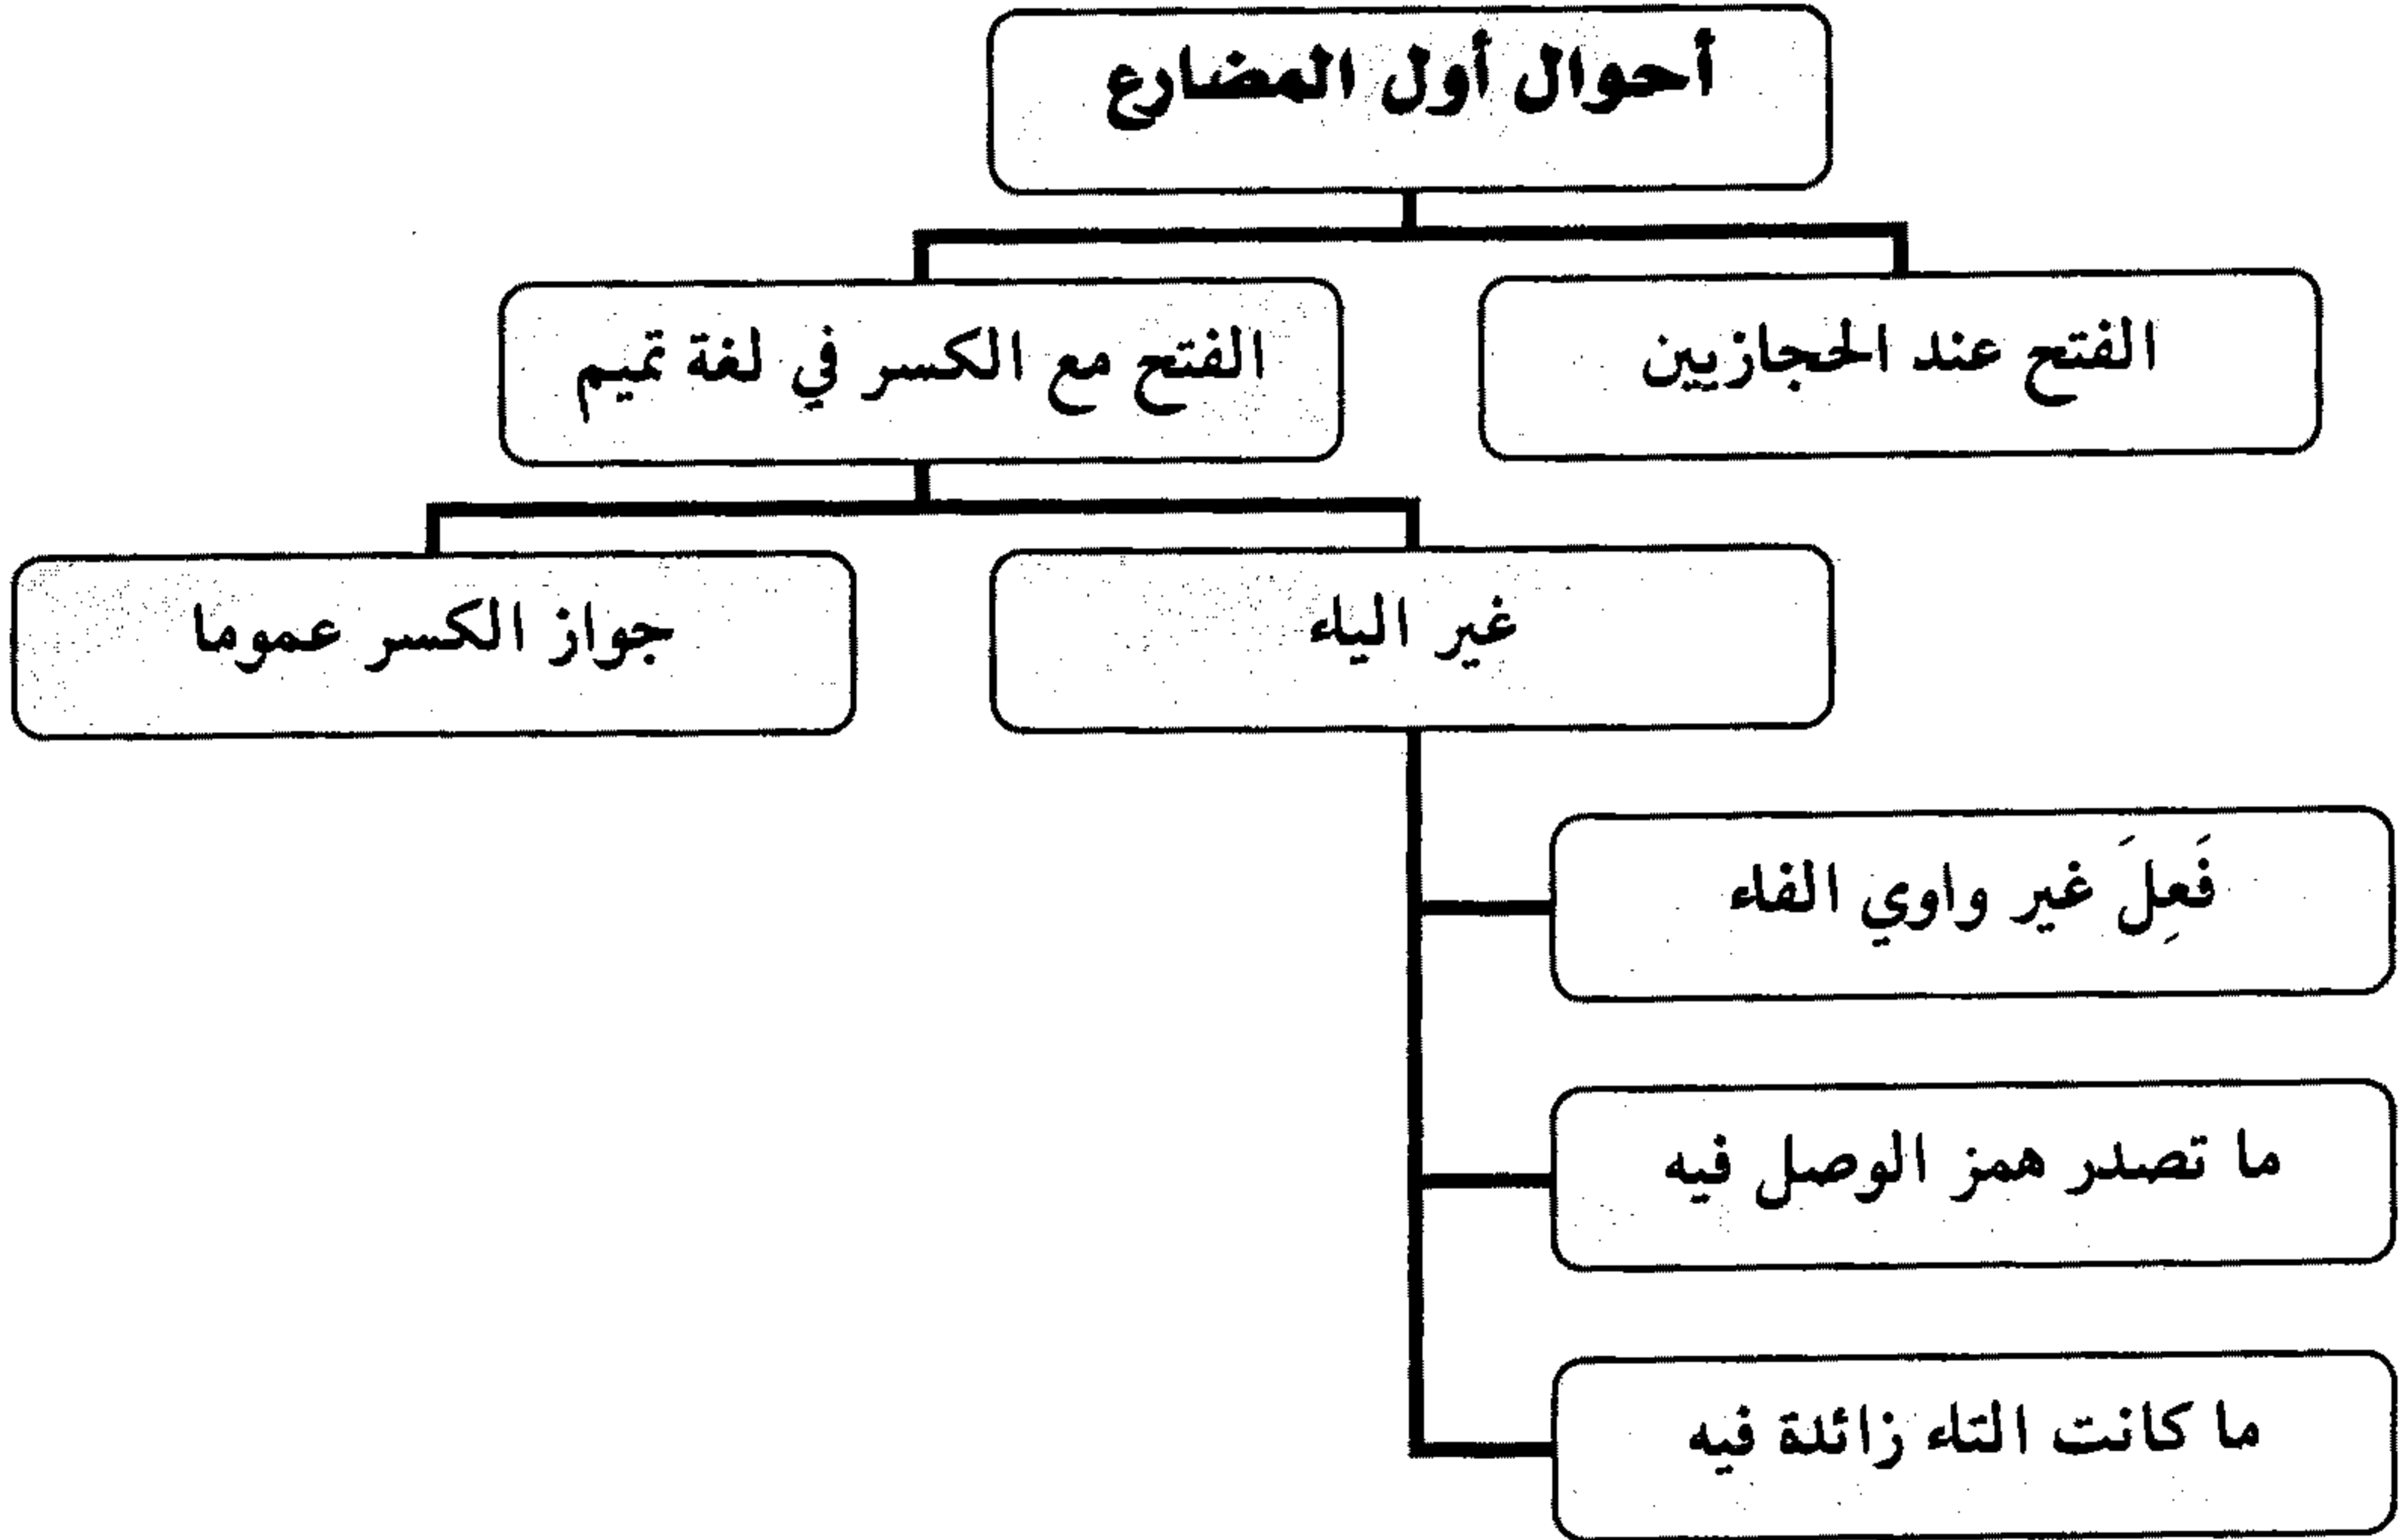 أحوال أول المضارع
الفتح عند الحجازيين
الفتح مع الكسر في لغة تميم
غير الياء
جواز الكسر عموما
فَعِلَ غير واوي الفاء
ما تصدر همز الوصل فيه
ما كانت التاء زائدة فيه